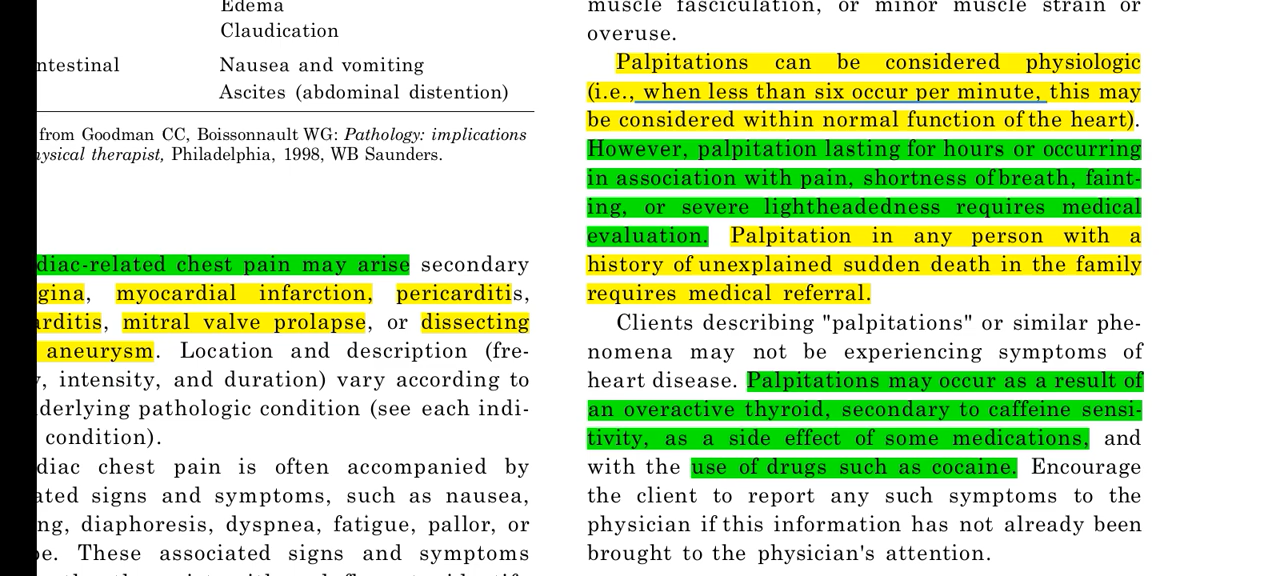 Edema
Claudication
ntestinal Nausea and vomiting
Ascites (abdominal distention)
from Goodman CC, Boissonnault WG: Pathology: implications
ysical therapist, Philadelphia, 1998, WB Saunders.
diac-related chest pain may arise secondary
gina, myocardial infarction, pericarditis,
arditis, mitral valve prolapse, or dissecting
aneurysm. Location and description (fre-
y, intensity, and duration) vary according to
derlying pathologic condition (see each indi-
condition).
diac chest pain is often accompanied by
ated signs and symptoms, such as nausea,
ng, diaphoresis, dyspnea, fatigue, pallor, or
pe. These associated signs and symptoms
muscle fasciculation, or minor muscle strain or
overuse.
Palpitations can be considered physiologic
(i.e., when less than six occur per minute, this may
be considered within normal function of the heart).
However, palpitation lasting for hours or occurring
in association with pain, shortness of breath, faint-
ing, or severe lightheadedness requires medical
evaluation. Palpitation in any person with a
history of unexplained sudden death in the family
requires medical referral.
Clients describing "palpitations" or similar phe-
nomena may not be experiencing symptoms of
heart disease. Palpitations may occur as a result of
an overactive thyroid, secondary to caffeine sensi-
tivity, as a side effect of some medications, and
with the use of drugs such as cocaine. Encourage
the client to report any such symptoms to the
physician if this information has not already been
brought to the physician's attention.